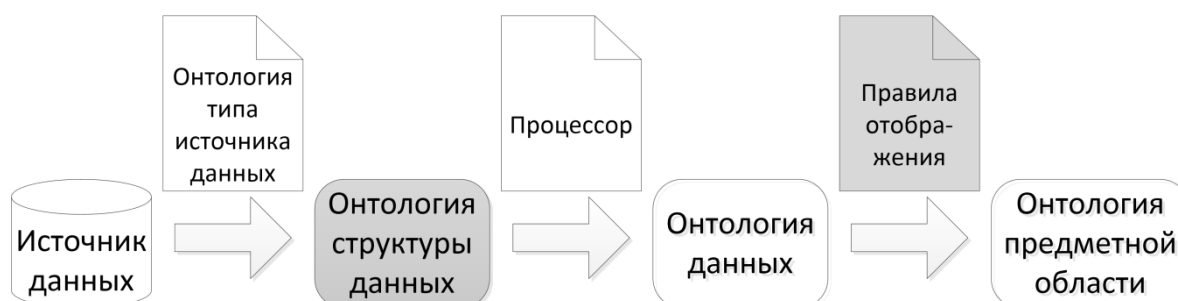 Онтология
типа
источника
данных
Процессор
Правила
отобра-
жения
Источник
данных
Онтология
структуры
данных
Онтология
данных
Онтология
предметной
области